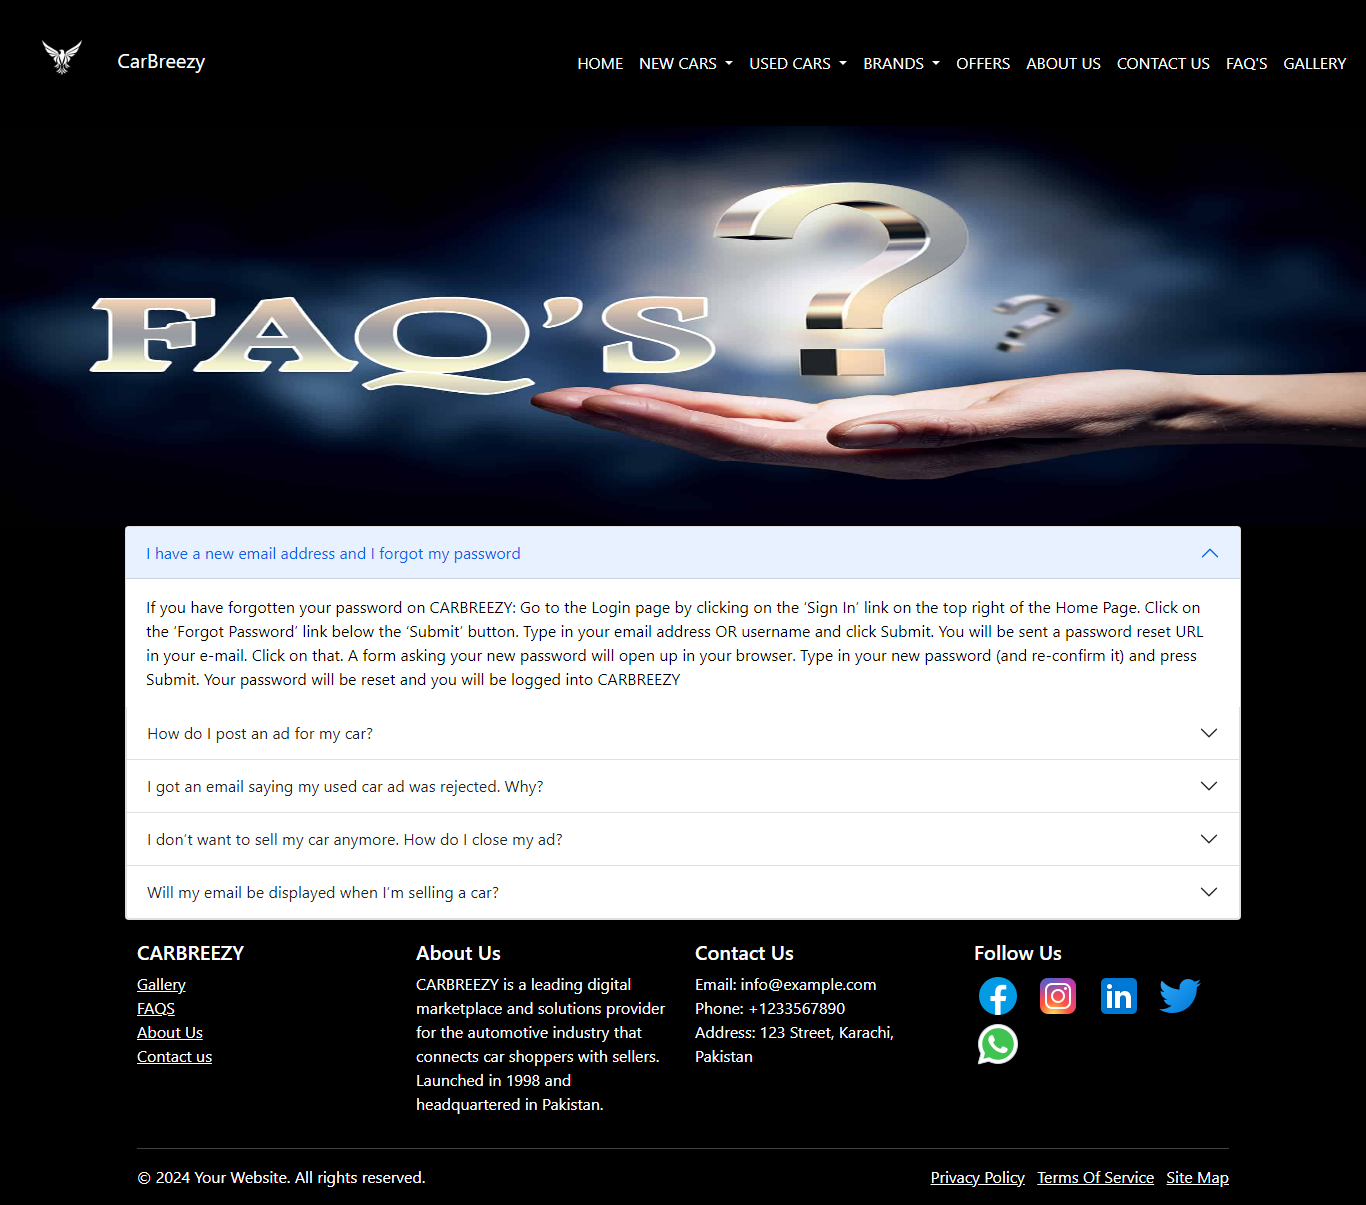 CarBreezy
HOME NEW CARS USED CARS BRANDS OFFERS ABOUT US CONTACT US FAQ'S GALLERY
FAQ'S ?
?
I have a new email address and I forgot my password
If you have forgotten your password on CARBREEZY: Go to the Login page by clicking on the ‘Sign In’ link on the top right of the Home Page. Click on
the ‘Forgot Password’ link below the ‘Submit’ button. Type in your email address OR username and click Submit. You will be sent a password reset URL
in your e-mail. Click on that. A form asking your new password will open up in your browser. Type in your new password (and re-confirm it) and press
Submit. Your password will be reset and you will be logged into CARBREEZY
How do I post an ad for my car?
I got an email saying my used car ad was rejected. Why?
I don’t want to sell my car anymore. How do I close my ad?
Will my email be displayed when I’m selling a car?
CARBREEZY
Gallery
FAQS
About Us
Contact us
About Us
CARBREEZY is a leading digital
marketplace and solutions provider
for the automotive industry that
connects car shoppers with sellers.
Launched in 1998 and
headquartered in Pakistan.
Contact Us
Email: info@example.com
Phone: +1233567890
Address: 123 Street, Karachi,
Pakistan
Follow Us
© 2024 Your Website. All rights reserved.
Privacy Policy Terms Of Service Site Map